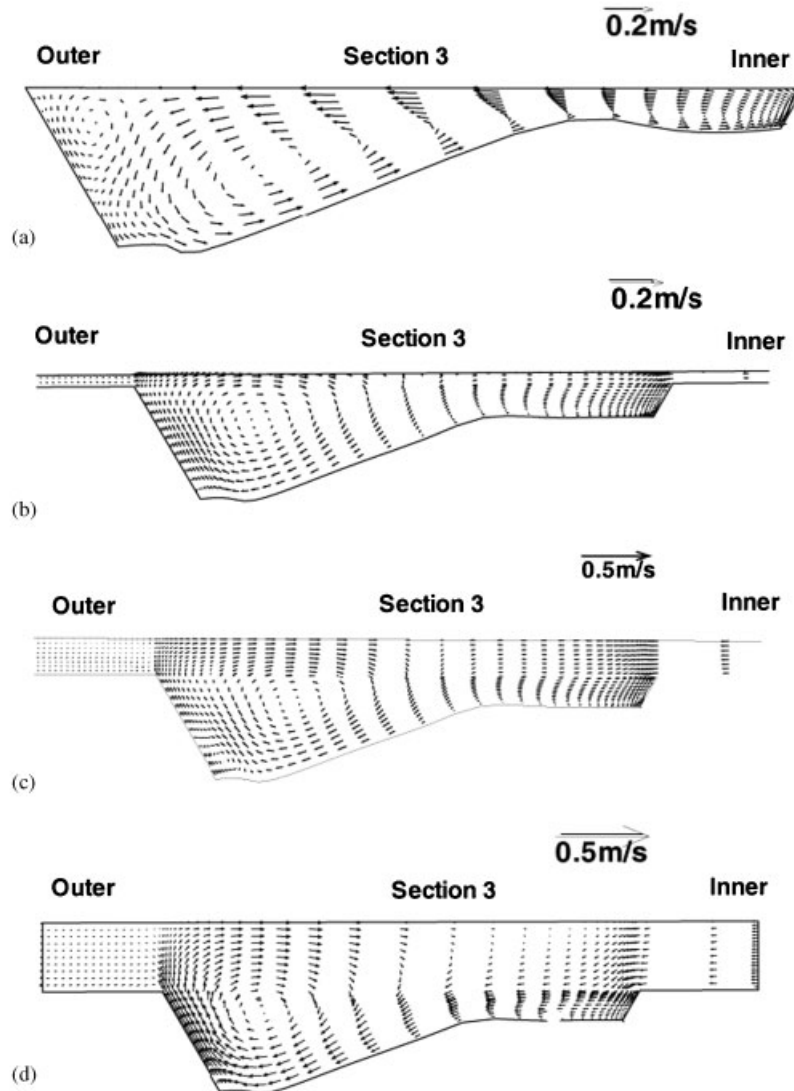 0.2m/s
Outer Section 3 Inner
(a)
0.2m/s
Outer Section 3 Inner
(b)
0.5m/s
Outer Section 3 Inner
(c)
0.5m/s
Outer Section 3 Inner
(d)